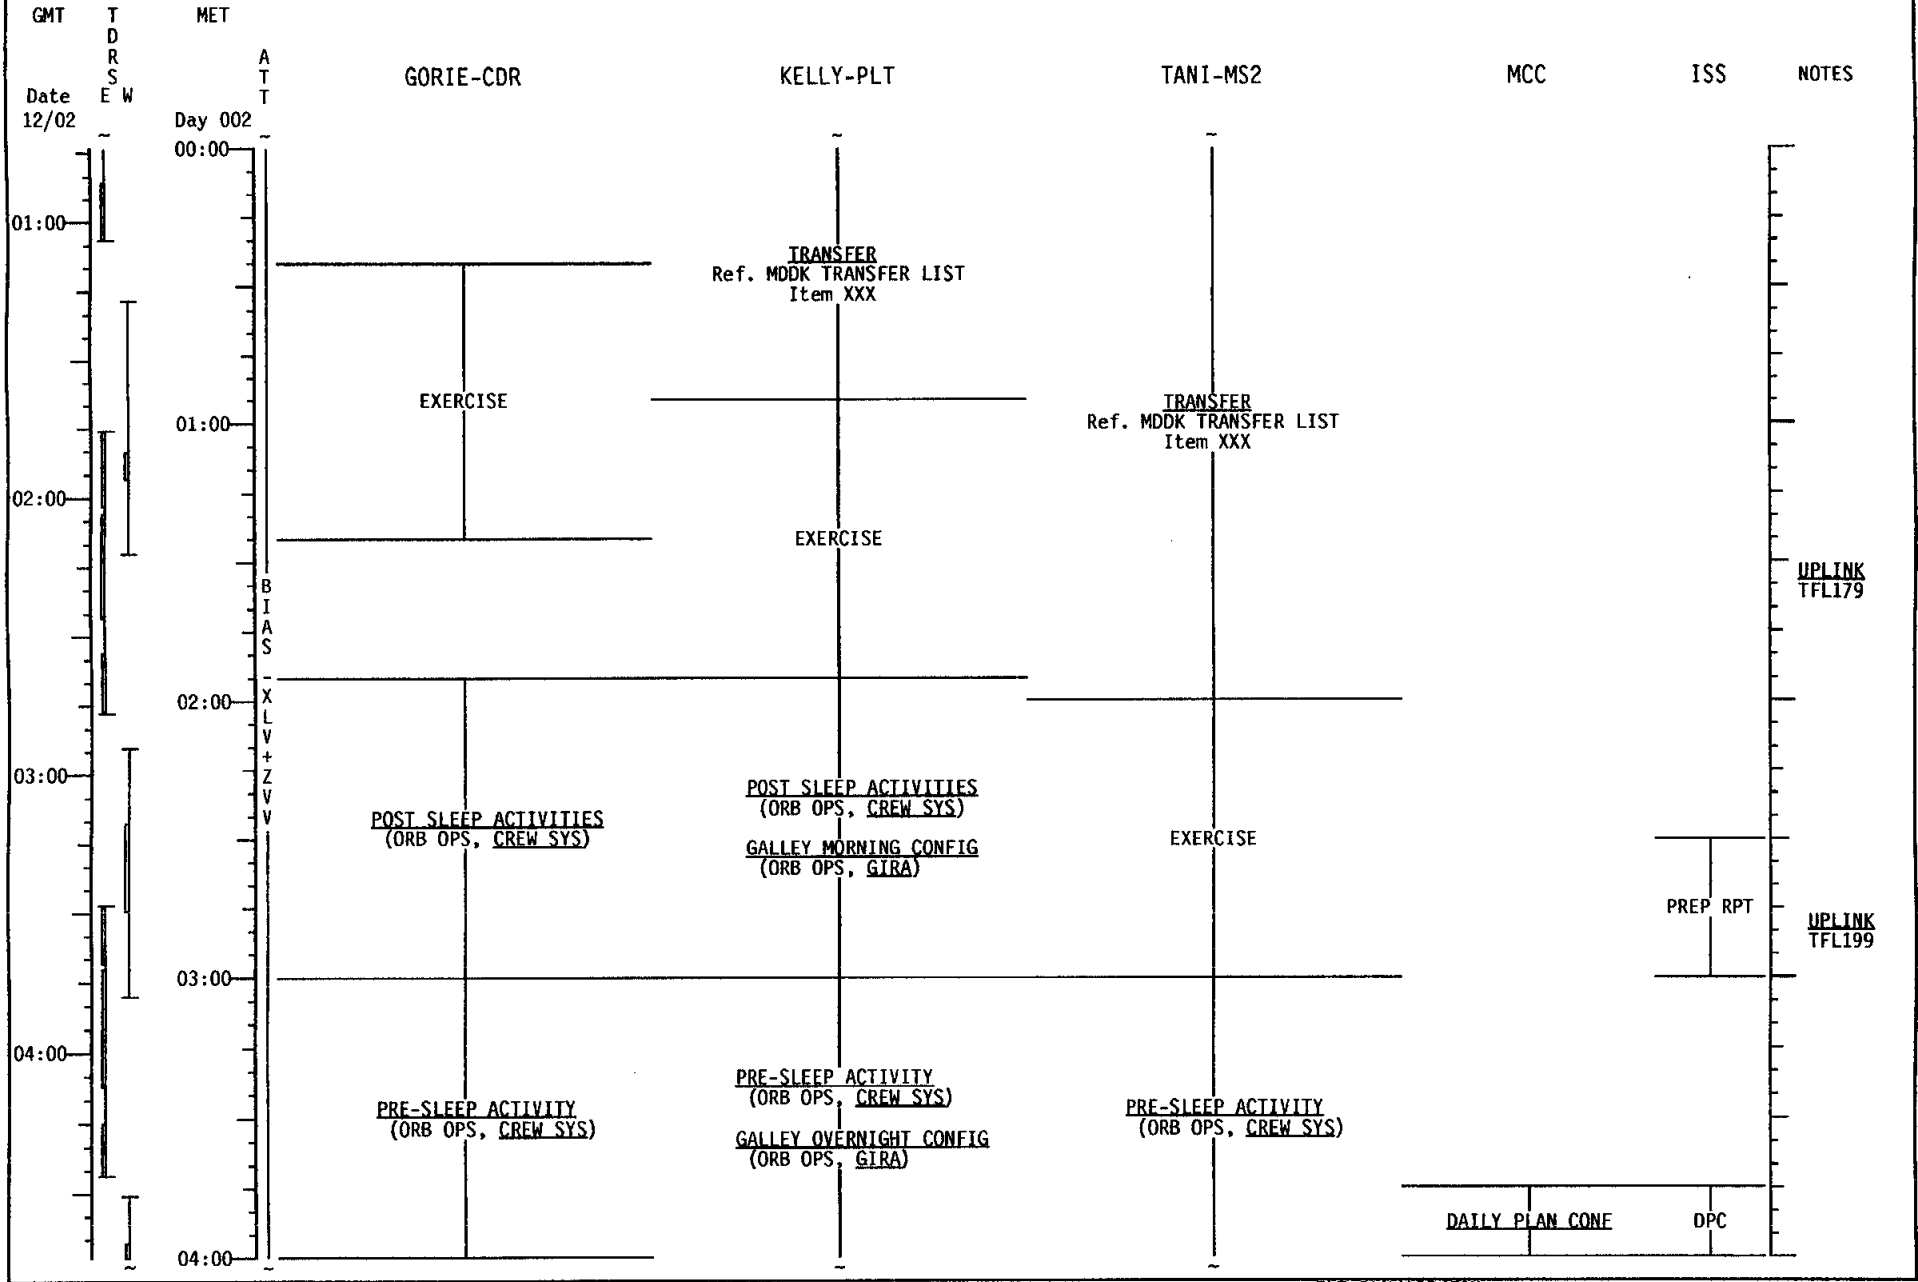 GMT
TDRS
MET
ATT
GORIE-CDR
KELLY-PLT
TANI-MS2
MCC
ISS
NOTES
Date
E W
12/02
Day 002
00:00
01:00
TRANSFER
Ref. MDDK TRANSFER LIST
Item XXX
EXERCISE
01:00
TRANSFER
Ref. MDDK TRANSFER LIST
Item XXX
02:00
EXERCISE
BIAS -XLV+ZVV
UPLINK
TFL179
02:00
03:00
POST SLEEP ACTIVITIES
(ORB OPS, CREW SYS)
POST SLEEP ACTIVITIES
(ORB OPS, CREW SYS)
GALLEY MORNING CONFIG
(ORB OPS, GIRA)
EXERCISE
PREP RPT
UPLINK
TFL199
03:00
04:00
PRE-SLEEP ACTIVITY
(ORB OPS, CREW SYS)
PRE-SLEEP ACTIVITY
(ORB OPS, CREW SYS)
GALLEY OVERNIGHT CONFIG
(ORB OPS, GIRA)
PRE-SLEEP ACTIVITY
(ORB OPS, CREW SYS)
DAILY PLAN CONF
DPC
04:00